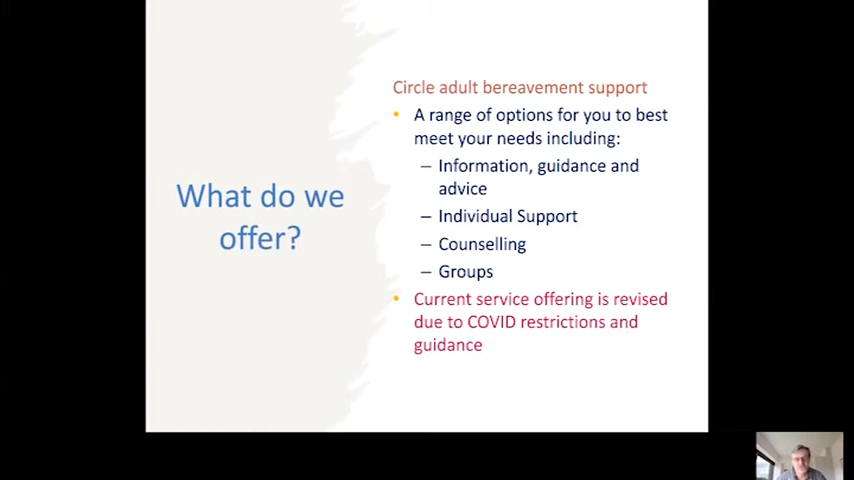 What do we
offer?
Circle adult bereavement support
• A range of options for you to best
meet your needs including:
– Information, guidance and
advice
– Individual Support
– Counselling
– Groups
• Current service offering is revised
due to COVID restrictions and
guidance